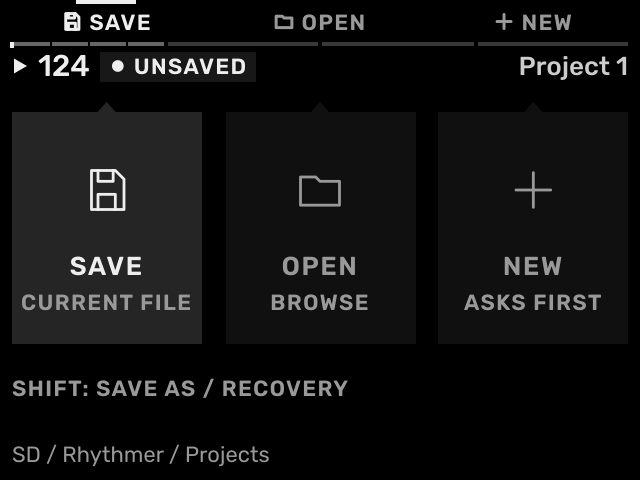 SAVE OPEN NEW
124 UNSAVED Project 1
SAVE OPEN NEW
CURRENT FILE BROWSE ASKS FIRST
SHIFT: SAVE AS / RECOVERY
SD / Rhythmer / Projects